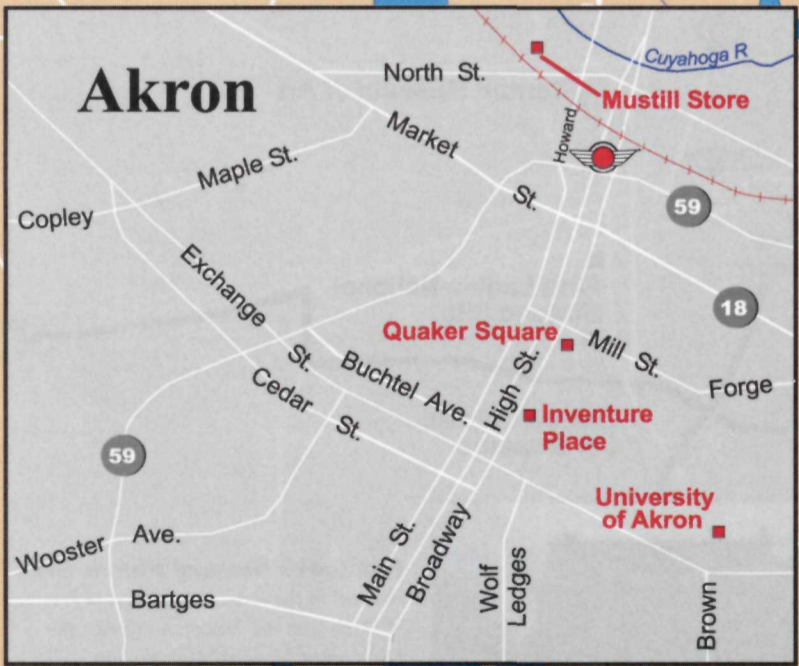 Akron
North St.
Cuyahoga R
Mustill Store
Howard
Market
St.
Maple St.
Copley
59
18
Exchange
St.
Quaker Square
Mill St.
Forge
Buchtel Ave.
High St.
Cedar St.
Inventure
Place
59
University
of Akron
Wooster Ave.
Main St.
Broadway
Wolf
Ledges
Brown
Bartges